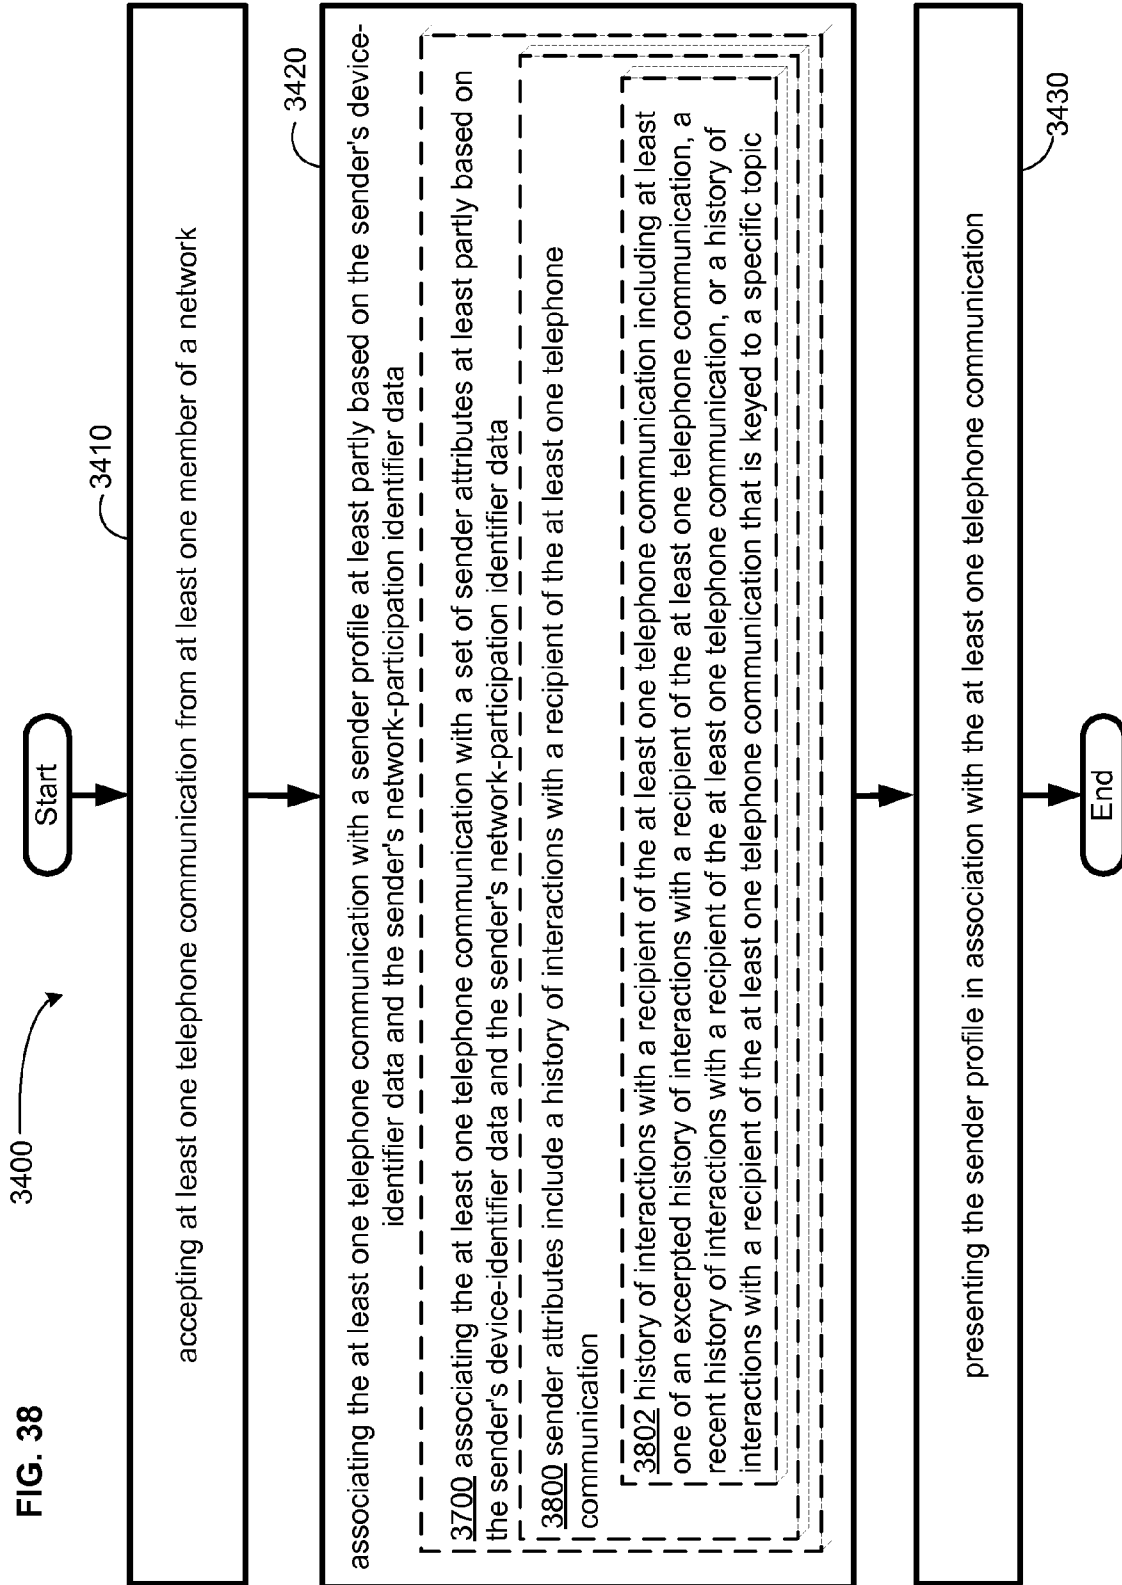 FIG. 38
3400
Start
3410
accepting at least one telephone communication from at least one member of a network
3420
associating the at least one telephone communication with a sender profile at least partly based on the sender's device-
identifier data and the sender's network-participation identifier data
3700 associating the at least one telephone communication with a set of sender attributes at least partly based on
the sender's device-identifier data and the sender's network-participation identifier data
3800 sender attributes include a history of interactions with a recipient of the at least one telephone
communication
3802 history of interactions with a recipient of the at least one telephone communication including at least
one of an excerpted history of interactions with a recipient of the at least one telephone communication, a
recent history of interactions with a recipient of the at least one telephone communication, or a history of
interactions with a recipient of the at least one telephone communication that is keyed to a specific topic
3430
presenting the sender profile in association with the at least one telephone communication
End